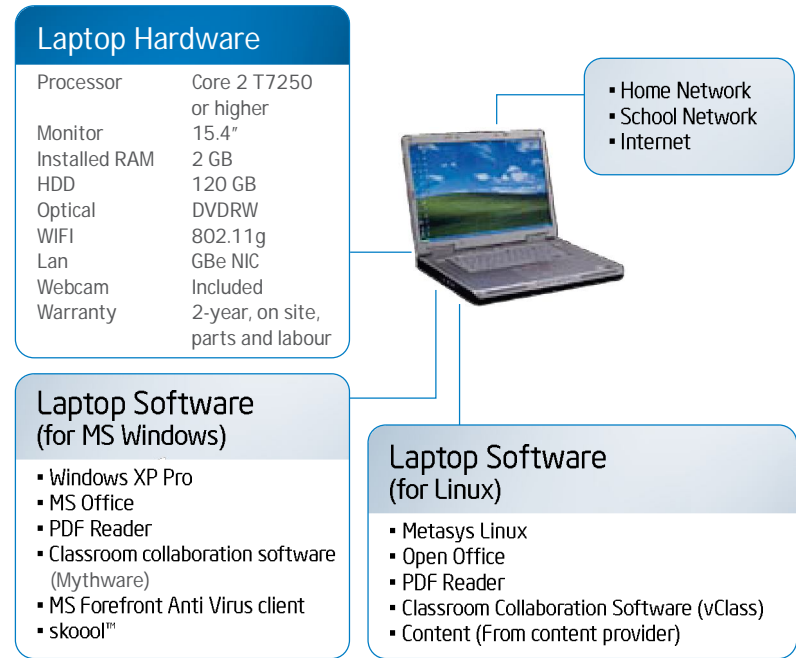 Laptop Hardware
Processor Core 2 T7250
or higher
Monitor 15.4”
Installed RAM 2 GB
HDD 120 GB
Optical DVDRW
WIFI 802.11g
Lan GBe NIC
Webcam Included
Warranty 2-year, on site,
parts and labour
▪ Home Network
▪ School Network
▪ Internet
Laptop Software
(for MS Windows)
▪ Windows XP Pro
▪ MS Office
▪ PDF Reader
▪ Classroom collaboration software
(Mythware)
▪ MS Forefront Anti Virus client
▪ skoool™
Laptop Software
(for Linux)
▪ Metasys Linux
▪ Open Office
▪ PDF Reader
▪ Classroom Collaboration Software (vClass)
▪ Content (From content provider)